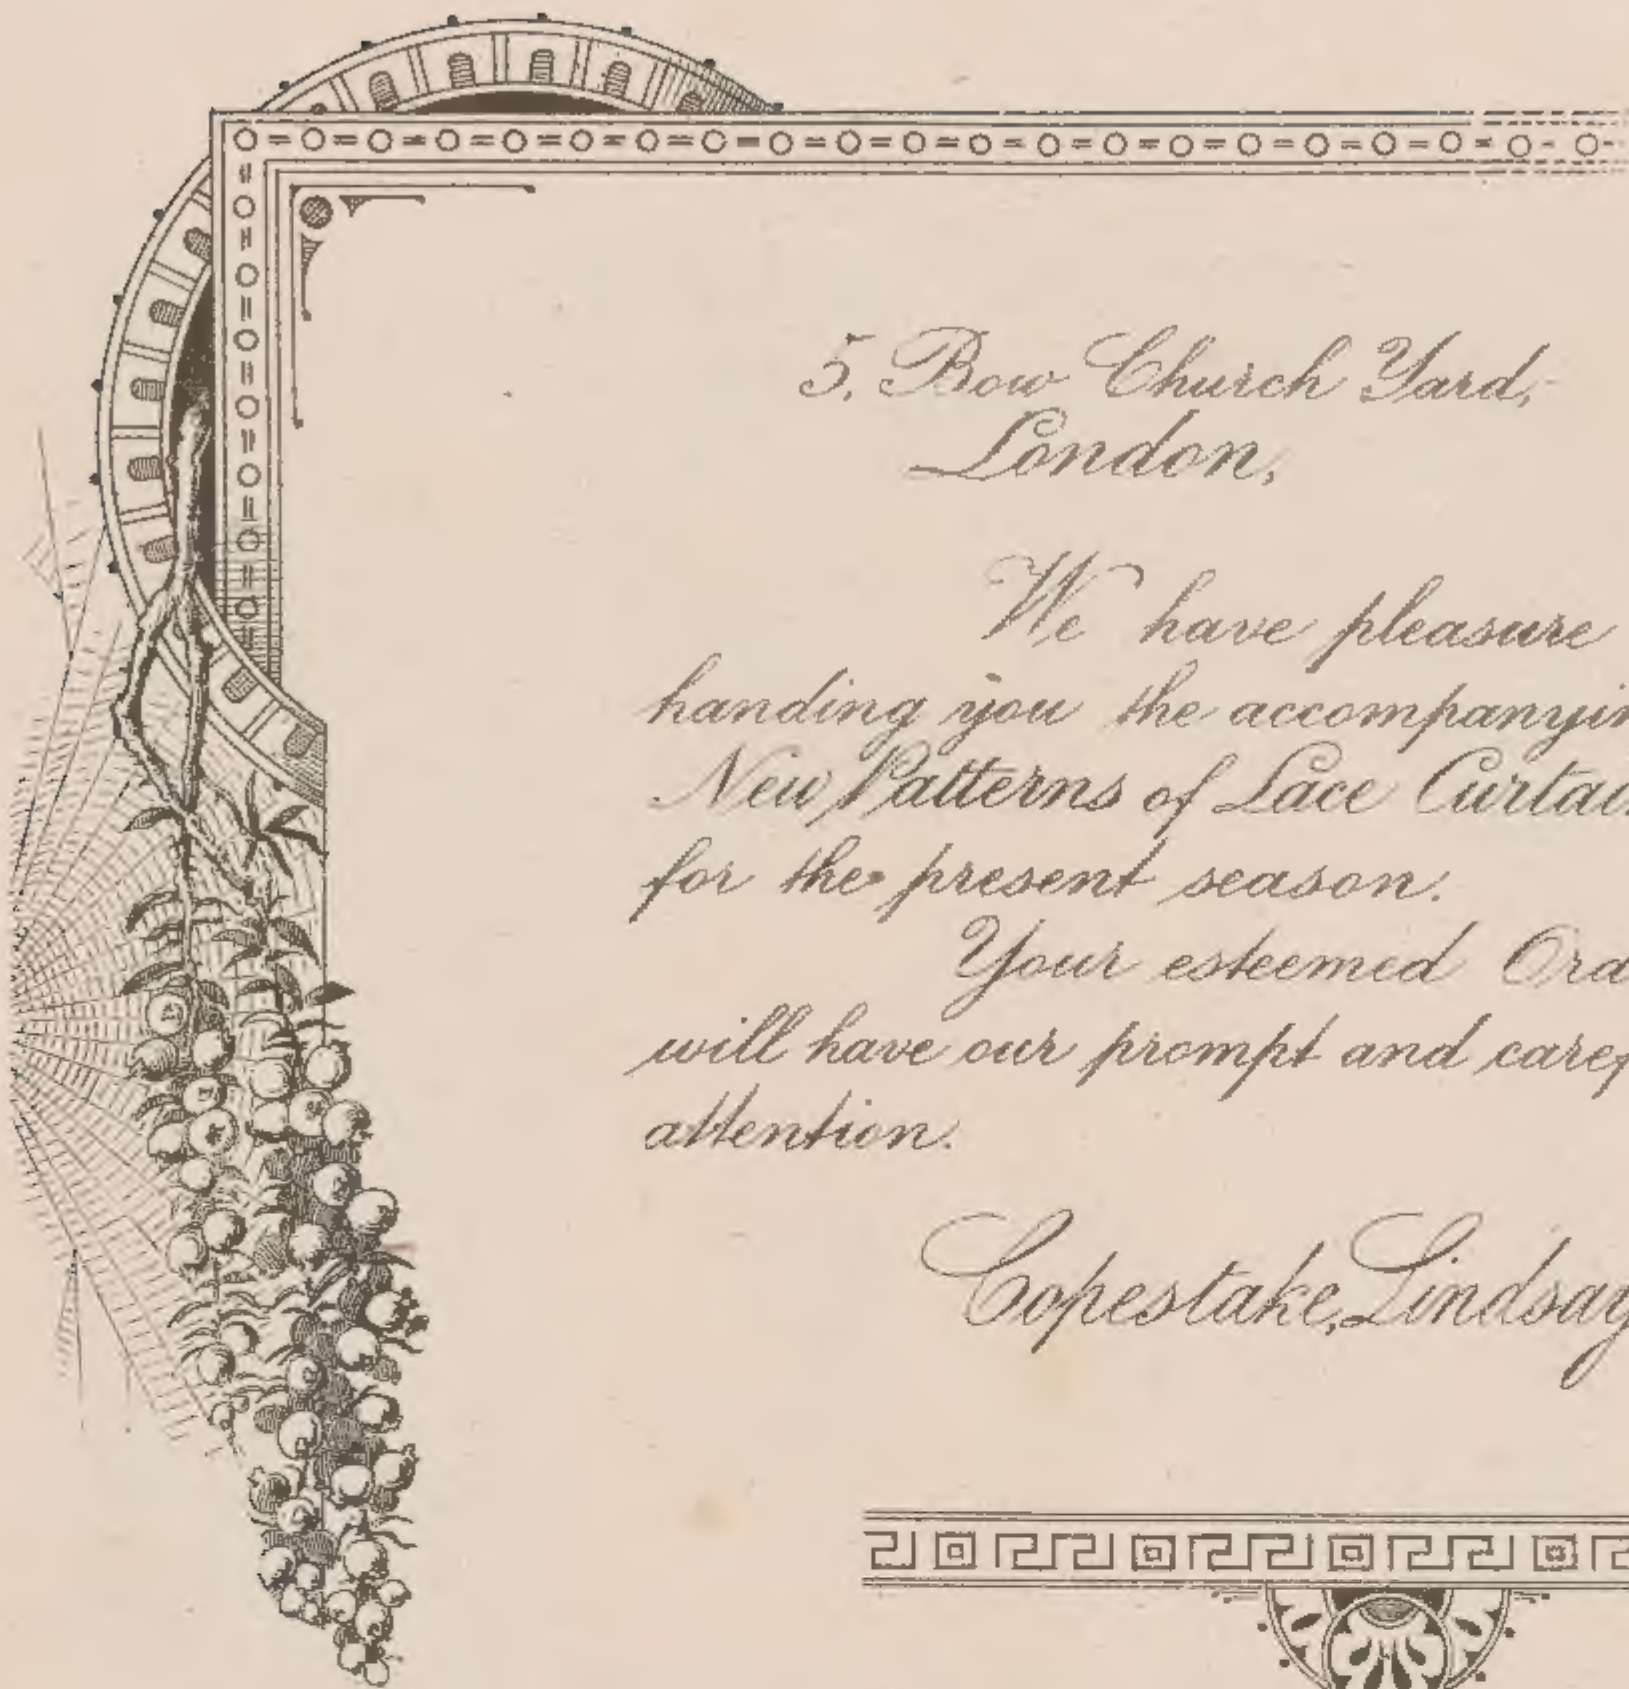 5, Bow Church Yard,
London,
We have pleasure
handing you the accompanyin
New Patterns of Lace Curtai
for the present season.
Your esteemed Ord
will have our prompt and caref
attention.
Copestake, Lindsay